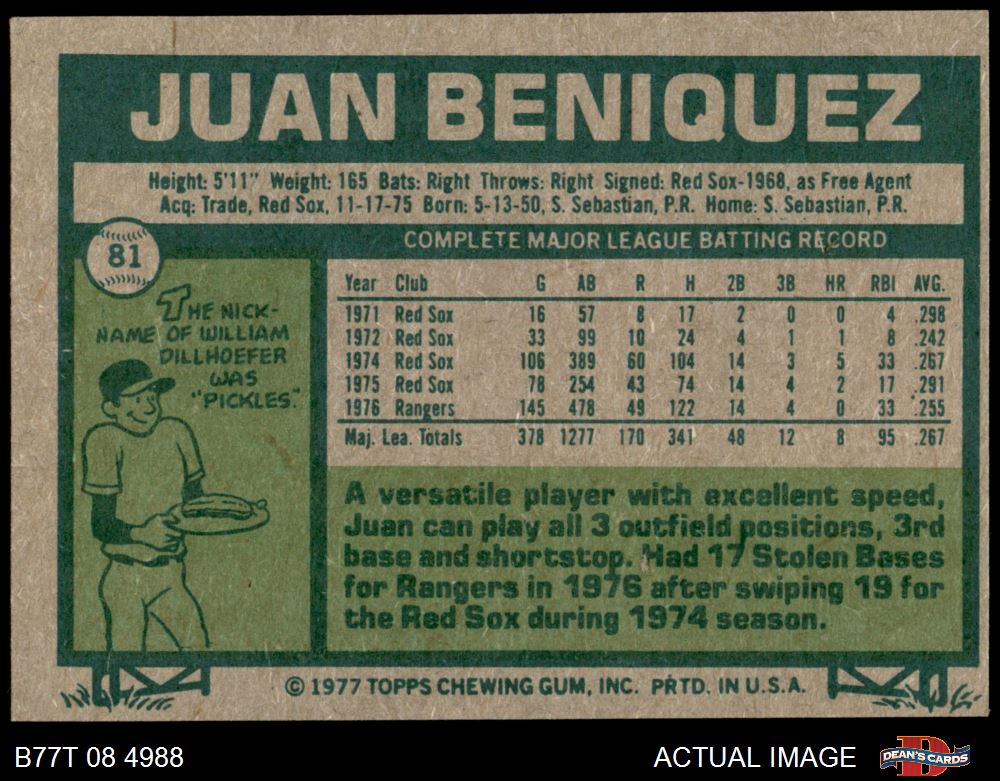 JUAN BENIQUEZ
Height: 5'11" Weight: 165 Bats: Right Throws: Right Signed: Red Sox-1968, as Free Agent
Acq: Trade, Red Sox, 11-17-75 Born: 5-13-50, S. Sebastian, P.R. Home: S. Sebastian, P.R.
81
COMPLETE MAJOR LEAGUE BATTING RECORD
THE NICK-
NAME OF WILLIAM
DILLHOEFER
WAS
"PICKLES."
Year Club G AB R H 2B 3B HR RBI AVG.
1971 Red Sox 16 57 8 17 2 0 0 4 .298
1972 Red Sox 33 99 10 24 4 1 1 8 .242
1974 Red Sox 106 389 60 104 14 3 5 33 .267
1975 Red Sox 78 254 43 74 14 4 2 17 .291
1976 Rangers 145 478 49 122 14 4 0 33 .255
Maj. Lea. Totals 378 1277 170 341 48 12 8 95 .267
A versatile player with excellent speed,
Juan can play all 3 outfield positions, 3rd
base and shortstop. Had 17 Stolen Bases
for Rangers in 1976 after swiping 19 for
the Red Sox during 1974 season.
© 1977 TOPPS CHEWING GUM, INC. PRTD. IN U.S.A.
B77T 08 4988
ACTUAL IMAGE
D
DEAN'S CARDS